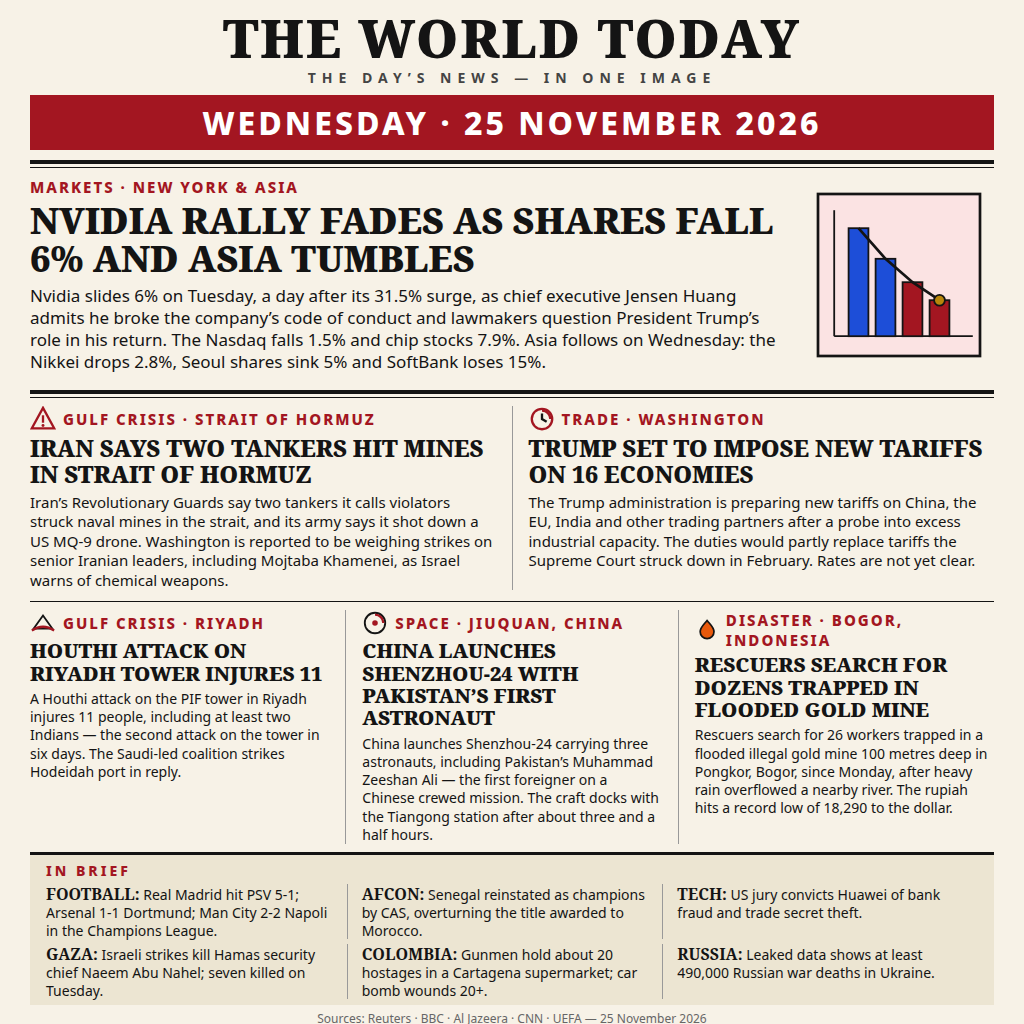 THE WORLD TODAY
THE DAY’S NEWS — IN ONE IMAGE
WEDNESDAY · 25 NOVEMBER 2026
MARKETS · NEW YORK & ASIA
NVIDIA RALLY FADES AS SHARES FALL
6% AND ASIA TUMBLES
Nvidia slides 6% on Tuesday, a day after its 31.5% surge, as chief executive Jensen Huang
admits he broke the company’s code of conduct and lawmakers question President Trump’s
role in his return. The Nasdaq falls 1.5% and chip stocks 7.9%. Asia follows on Wednesday: the
Nikkei drops 2.8%, Seoul shares sink 5% and SoftBank loses 15%.
GULF CRISIS · STRAIT OF HORMUZ
IRAN SAYS TWO TANKERS HIT MINES
IN STRAIT OF HORMUZ
Iran’s Revolutionary Guards say two tankers it calls violators
struck naval mines in the strait, and its army says it shot down a
US MQ-9 drone. Washington is reported to be weighing strikes on
senior Iranian leaders, including Mojtaba Khamenei, as Israel
warns of chemical weapons.
TRADE · WASHINGTON
TRUMP SET TO IMPOSE NEW TARIFFS
ON 16 ECONOMIES
The Trump administration is preparing new tariffs on China, the
EU, India and other trading partners after a probe into excess
industrial capacity. The duties would partly replace tariffs the
Supreme Court struck down in February. Rates are not yet clear.
GULF CRISIS · RIYADH
HOUTHI ATTACK ON
RIYADH TOWER INJURES 11
A Houthi attack on the PIF tower in Riyadh
injures 11 people, including at least two
Indians — the second attack on the tower in
six days. The Saudi-led coalition strikes
Hodeidah port in reply.
SPACE · JIUQUAN, CHINA
CHINA LAUNCHES
SHENZHOU-24 WITH
PAKISTAN’S FIRST
ASTRONAUT
China launches Shenzhou-24 carrying three
astronauts, including Pakistan’s Muhammad
Zeeshan Ali — the first foreigner on a
Chinese crewed mission. The craft docks with
the Tiangong station after about three and a
half hours.
DISASTER · BOGOR,
INDONESIA
RESCUERS SEARCH FOR
DOZENS TRAPPED IN
FLOODED GOLD MINE
Rescuers search for 26 workers trapped in a
flooded illegal gold mine 100 metres deep in
Pongkor, Bogor, since Monday, after heavy
rain overflowed a nearby river. The rupiah
hits a record low of 18,290 to the dollar.
IN BRIEF
FOOTBALL: Real Madrid hit PSV 5-1;
Arsenal 1-1 Dortmund; Man City 2-2 Napoli
in the Champions League.
AFCON: Senegal reinstated as champions
by CAS, overturning the title awarded to
Morocco.
TECH: US jury convicts Huawei of bank
fraud and trade secret theft.
GAZA: Israeli strikes kill Hamas security
chief Naeem Abu Nahel; seven killed on
Tuesday.
COLOMBIA: Gunmen hold about 20
hostages in a Cartagena supermarket; car
bomb wounds 20+.
RUSSIA: Leaked data shows at least
490,000 Russian war deaths in Ukraine.
Sources: Reuters · BBC · Al Jazeera · CNN · UEFA — 25 November 2026